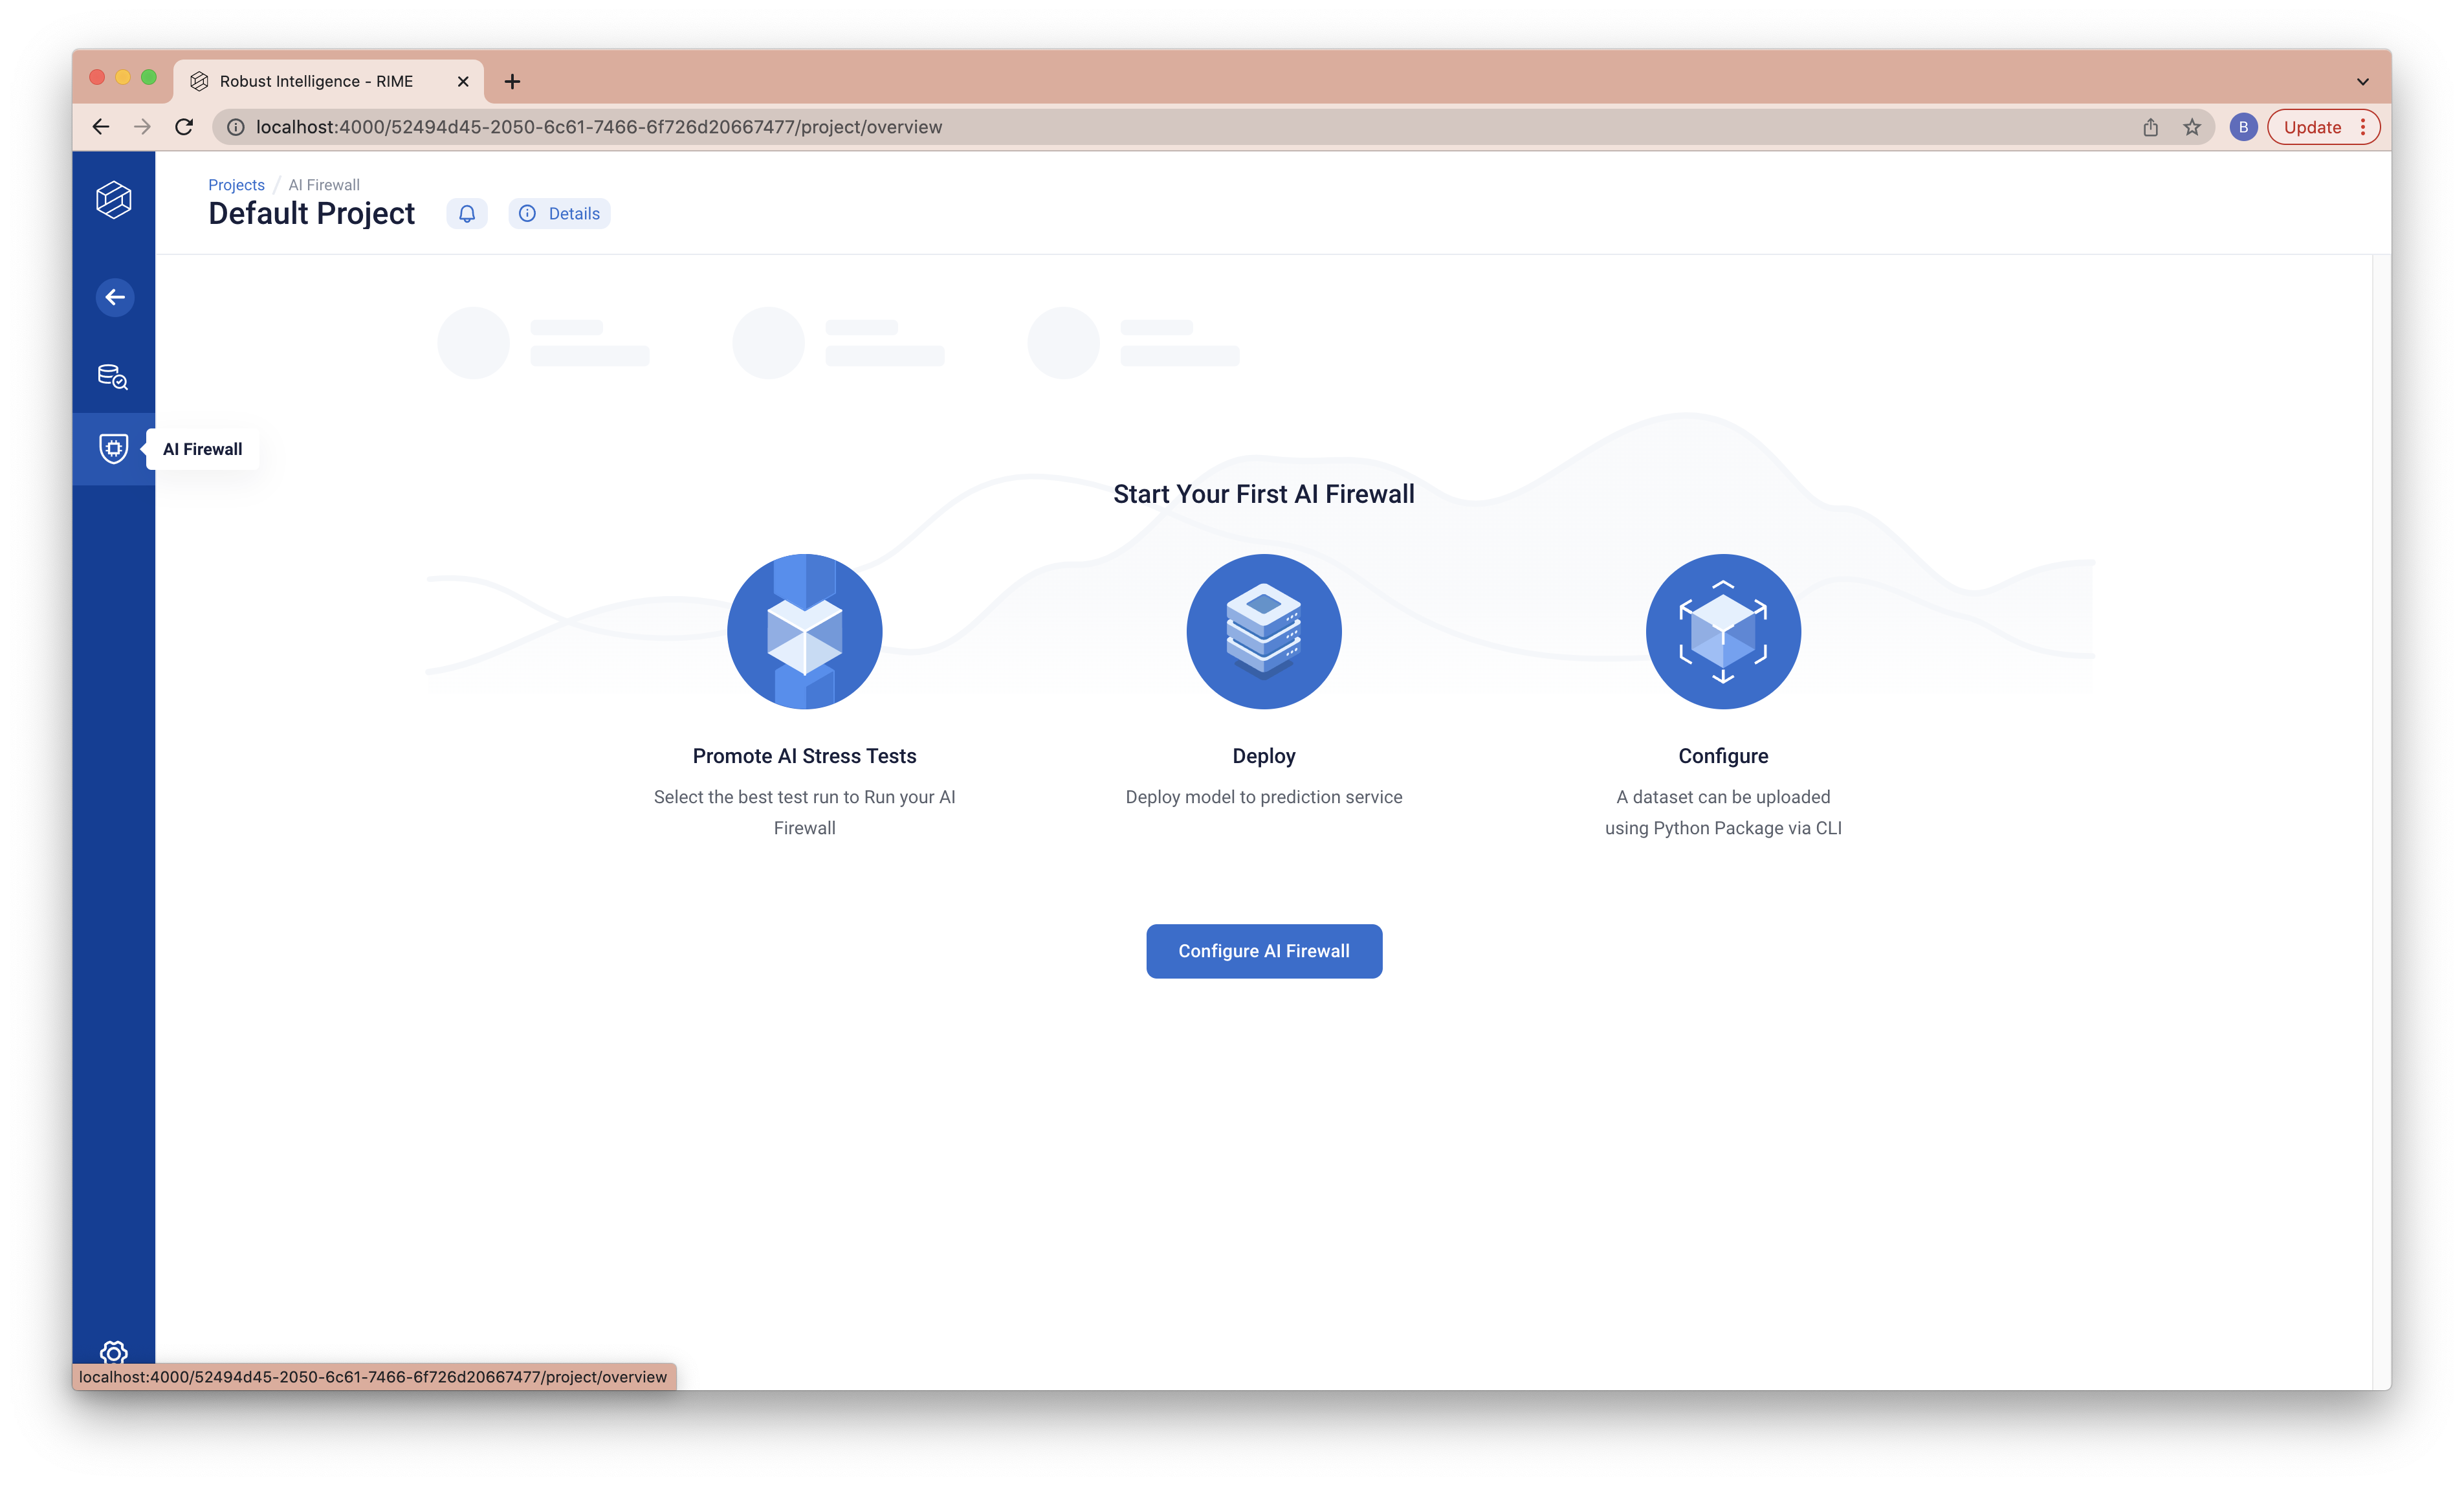 Robust Intelligence - RIME
localhost:4000/52494d45-2050-6c61-7466-6f726d20667477/project/overview
B
Update
Projects / AI Firewall
Default Project
Details
AI Firewall
Start Your First AI Firewall
Promote AI Stress Tests
Select the best test run to Run your AI
Firewall
Deploy
Deploy model to prediction service
Configure
A dataset can be uploaded
using Python Package via CLI
Configure AI Firewall
localhost:4000/52494d45-2050-6c61-7466-6f726d20667477/project/overview